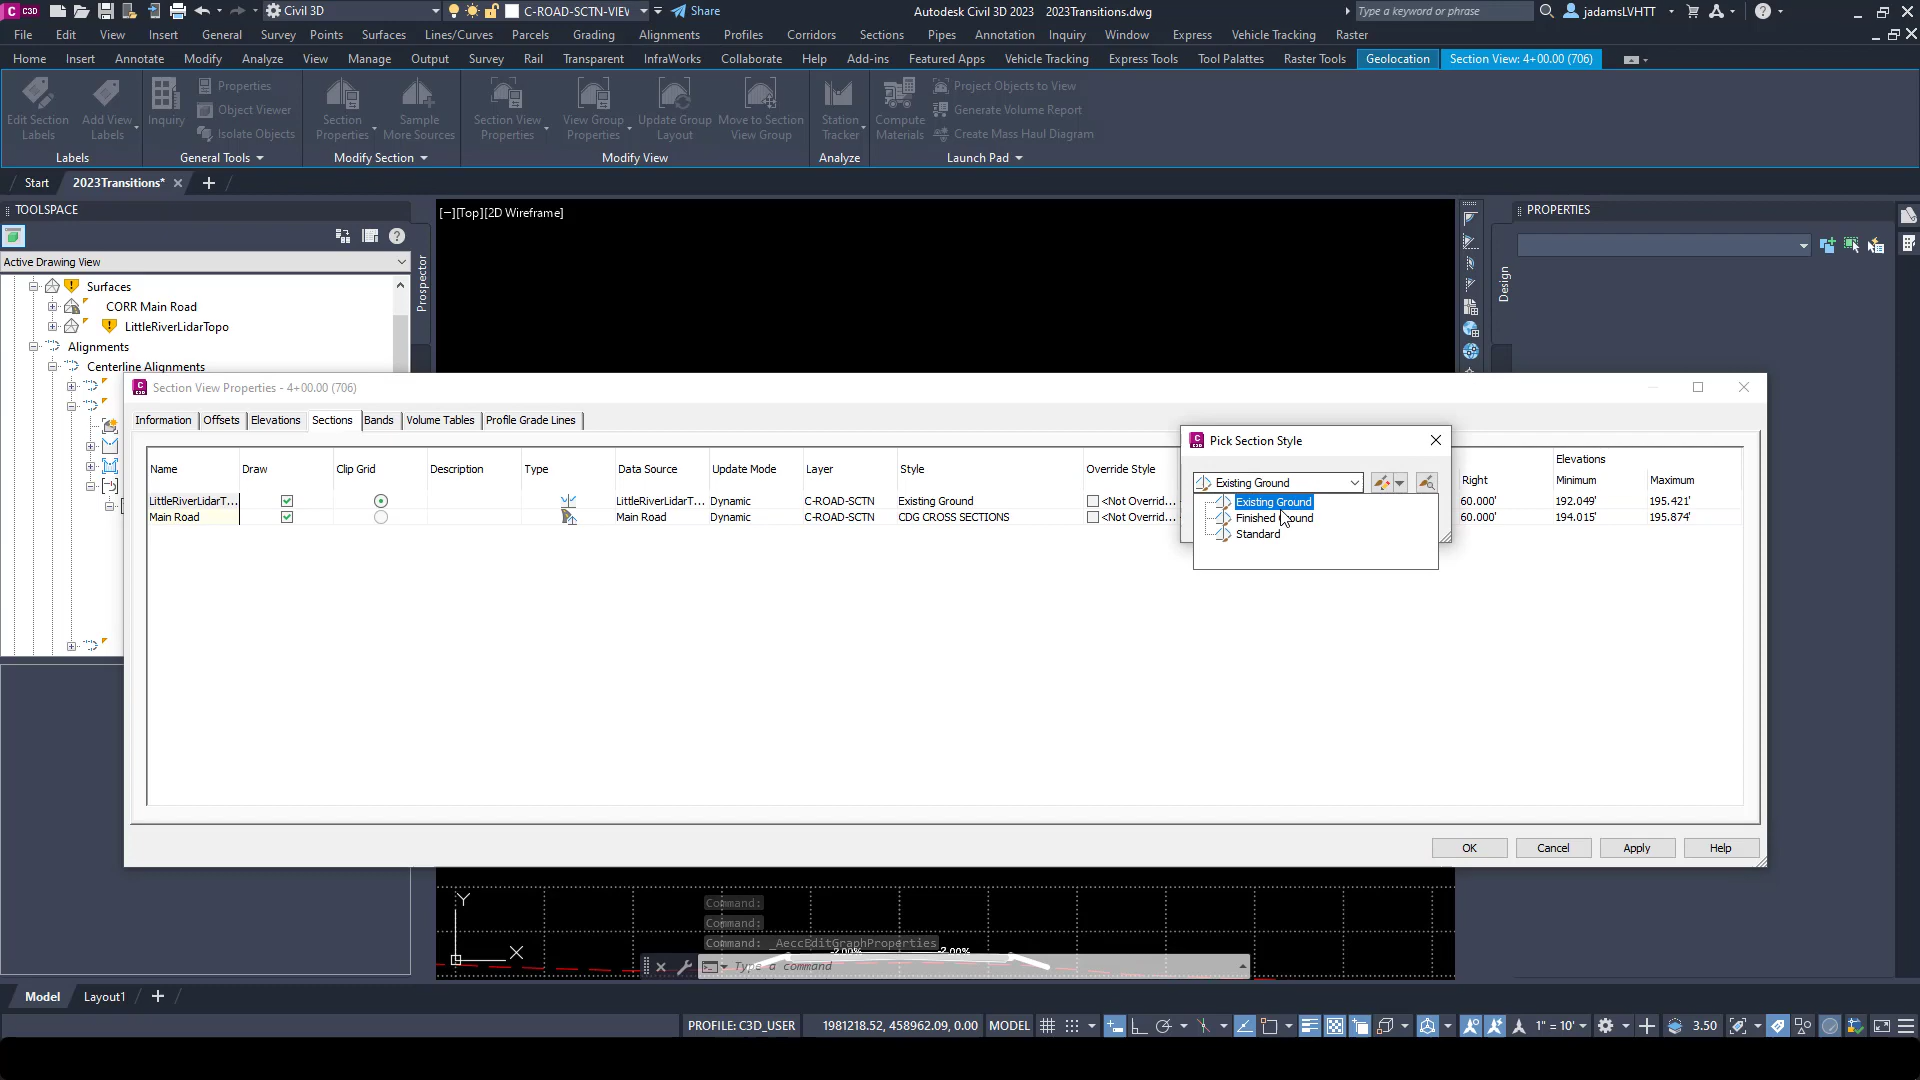 C3D Civil 3D C-ROAD-SCTN-VIEW Share Autodesk Civil 3D 2023 2023Transitions.dwg Type a keyword or phrase jadamsLVHTT
File Edit View Insert General Survey Points Surfaces Lines/Curves Parcels Grading Alignments Profiles Corridors Sections Pipes Annotation Inquiry Window Express Vehicle Tracking Raster
Home Insert Annotate Modify Analyze View Manage Output Survey Rail Transparent InfraWorks Collaborate Help Add-ins Featured Apps Vehicle Tracking Express Tools Tool Palettes Raster Tools Geolocation Section View: 4+00.00 (706)
Edit Section Labels
Add View Labels
Inquiry
Properties
Object Viewer
Isolate Objects
Section Properties
Sample More Sources
Section View Properties
View Group Properties
Update Group Layout
Move to Section View Group
Station Tracker
Compute Materials
Project Objects to View
Generate Volume Report
Create Mass Haul Diagram
Labels General Tools Modify Section Modify View Analyze Launch Pad
Start 2023Transitions*
TOOLSPACE
Active Drawing View
Prospector
Surfaces
CORR Main Road
LittleRiverLidarTopo
Alignments
Centerline Alignments
[−][Top][2D Wireframe]
PROPERTIES
Design
Section View Properties - 4+00.00 (706)
Information Offsets Elevations Sections Bands Volume Tables Profile Grade Lines
Name Draw Clip Grid Description Type Data Source Update Mode Layer Style Override Style Right Elevations Minimum Maximum
LittleRiverLidarT... LittleRiverLidarT... Dynamic C-ROAD-SCTN Existing Ground <Not Overrid... 60.000' 192.049' 195.421'
Main Road Main Road Dynamic C-ROAD-SCTN CDG CROSS SECTIONS <Not Overrid... 60.000' 194.015' 195.874'
Pick Section Style
Existing Ground
Existing Ground
Finished Ground
Standard
OK Cancel Apply Help
Command:
Command:
Command: _AeccEditGraphProperties
-2.00% -2.00%
Type a command
Y
X
Model Layout1
PROFILE: C3D_USER 1981218.52, 458962.09, 0.00 MODEL 1" = 10' 3.50